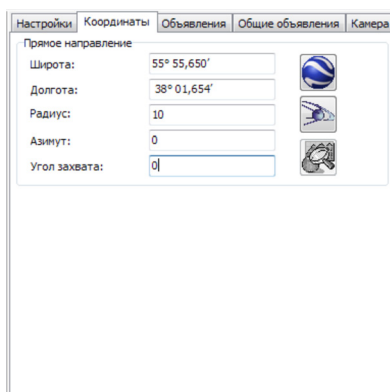 Настройки Координаты Объявления Общие объявления Камера
Прямое направление
Широта: 55° 55,650′
Долгота: 38° 01,654′
Радиус: 10
Азимут: 0
Угол захвата: 0